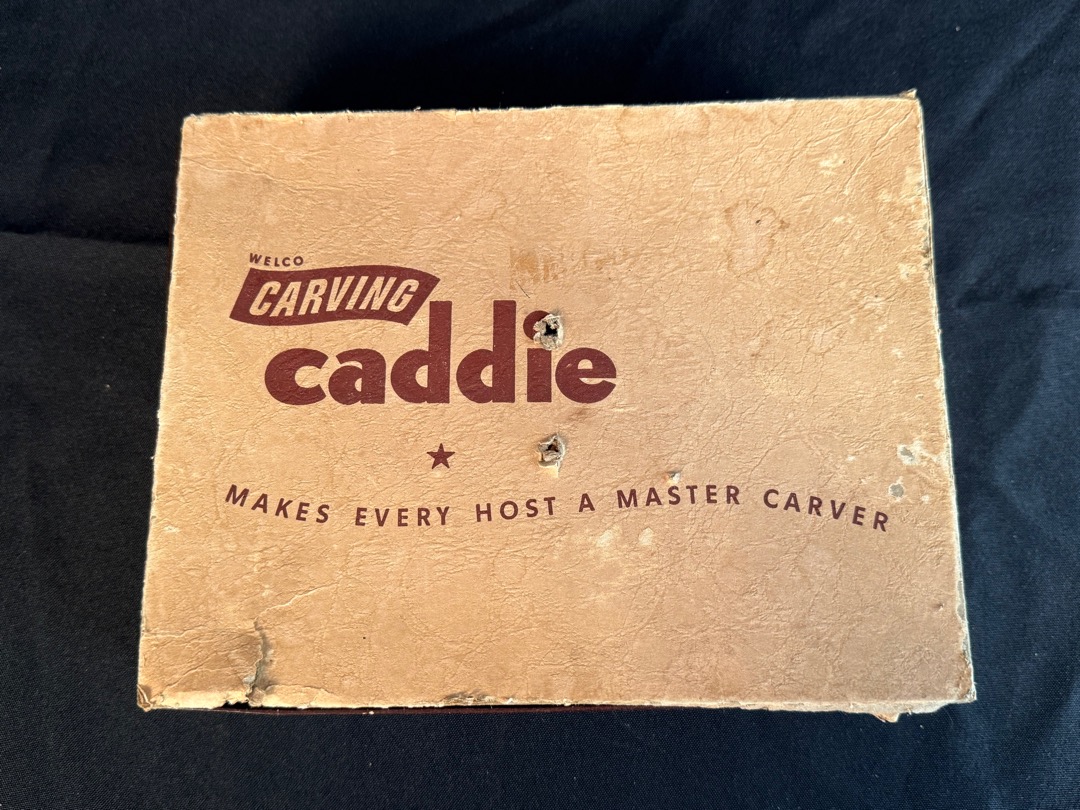 WELCO
CARVING
caddie
MAKES EVERY HOST A MASTER CARVER